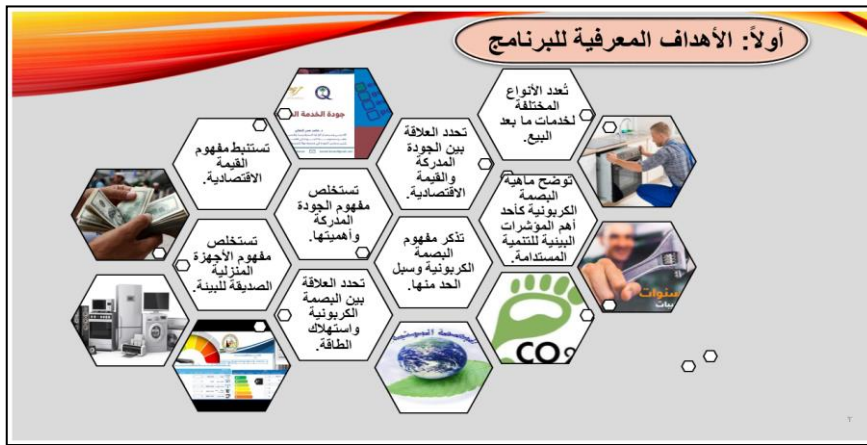 أولاً: الأهداف المعرفية للبرنامج
تُعدد الأنواع
المختلفة
لخدمات ما بعد
البيع.
جودة الخدمة
تحدد العلاقة
بين الجودة
المدركة
والقيمة
الاقتصادية.
تستنبط مفهوم
القيمة
الاقتصادية.
توضح ماهية
البصمة
الكربونية كأحد
أهم المؤشرات
البيئية للتنمية
المستدامة.
تستخلص
مفهوم الجودة
المدركة
وأهميتها.
تذكر مفهوم
البصمة
الكربونية وسبل
الحد منها.
تستخلص
مفهوم الأجهزة
المنزلية
الصديقة للبيئة.
تحدد العلاقة
بين البصمة
الكربونية
واستهلاك
الطاقة.
سنوات
CO2
٢